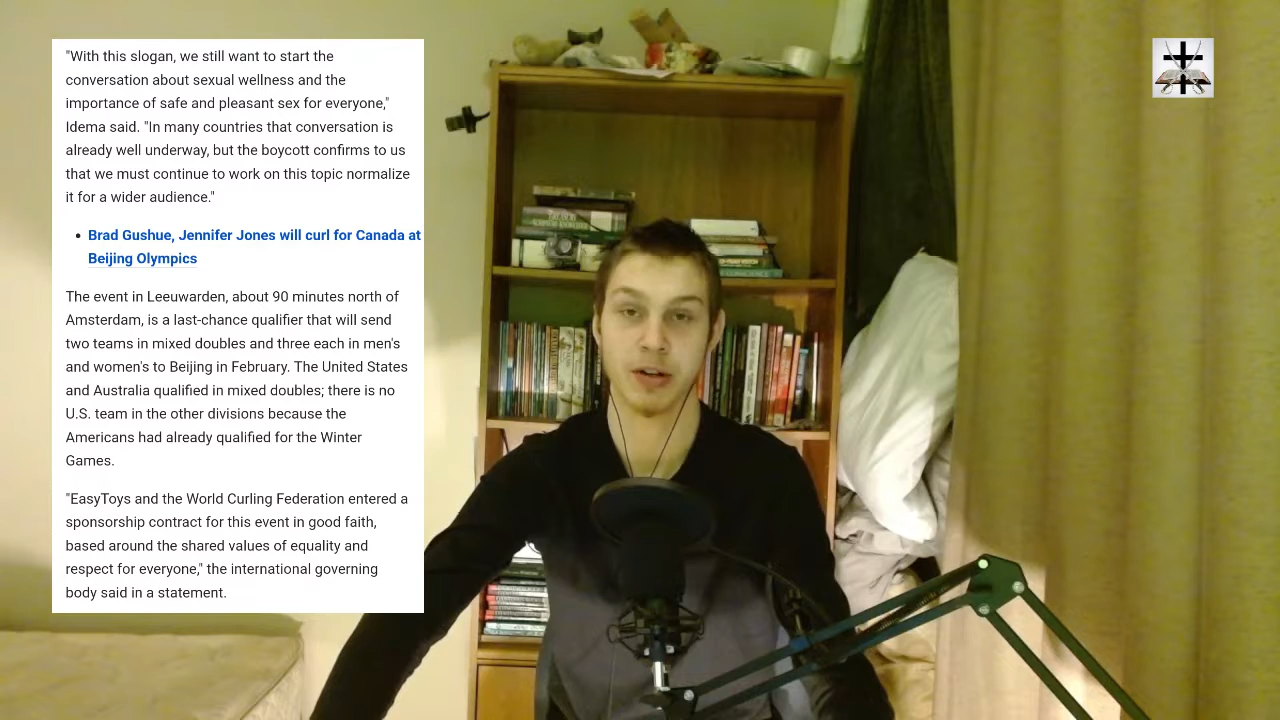 "With this slogan, we still want to start the
conversation about sexual wellness and the
importance of safe and pleasant sex for everyone,"
Idema said. "In many countries that conversation is
already well underway, but the boycott confirms to us
that we must continue to work on this topic normalize
it for a wider audience."
• Brad Gushue, Jennifer Jones will curl for Canada at
Beijing Olympics
The event in Leeuwarden, about 90 minutes north of
Amsterdam, is a last-chance qualifier that will send
two teams in mixed doubles and three each in men's
and women's to Beijing in February. The United States
and Australia qualified in mixed doubles; there is no
U.S. team in the other divisions because the
Americans had already qualified for the Winter
Games.
"EasyToys and the World Curling Federation entered a
sponsorship contract for this event in good faith,
based around the shared values of equality and
respect for everyone," the international governing
body said in a statement.